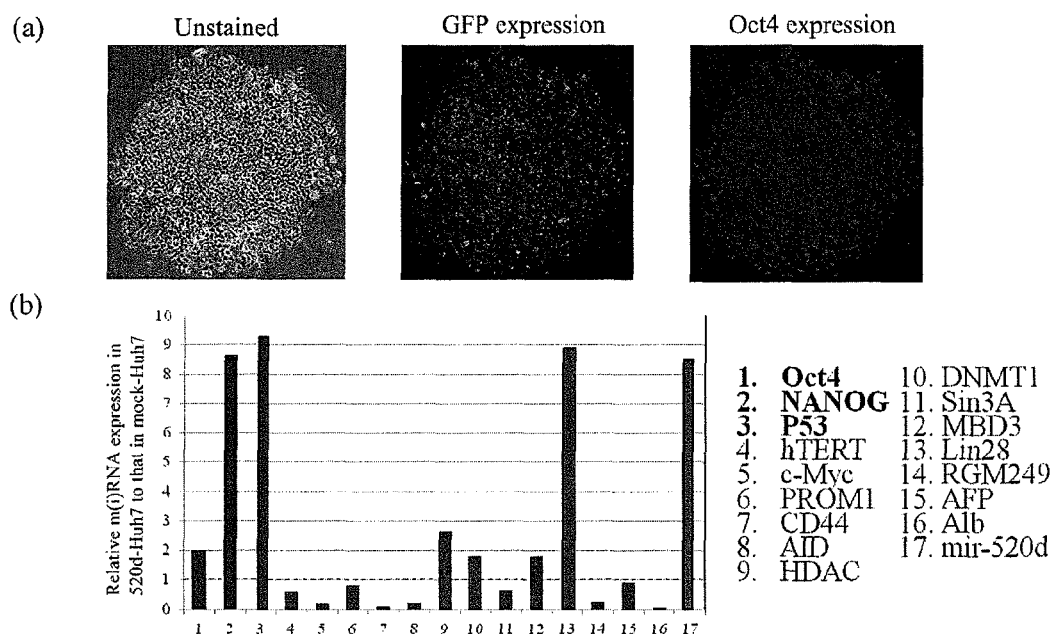 (a)
Unstained GFP expression Oct4 expression
(b)
Relative m(i)RNA expression in
520d-Huh7 to that in mock-Huh7
10
9
8
7
6
5
4
3
2
1
0
1 2 3 4 5 6 7 8 9 10 11 12 13 14 15 16 17
1. Oct4 10. DNMT1
2. NANOG 11. Sin3A
3. P53 12. MBD3
4. hTERT 13. Lin28
5. c-Myc 14. RGM249
6. PROM1 15. AFP
7. CD44 16. Alb
8. AID 17. mir-520d
9. HDAC